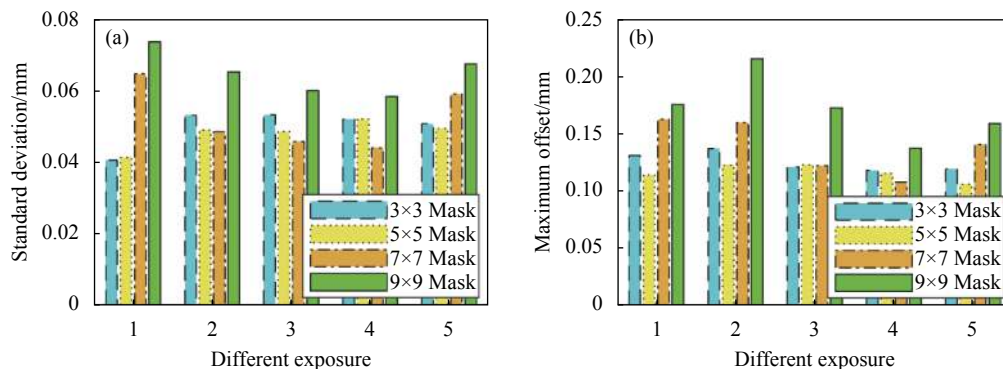 (a)
Standard deviation/mm
0.08
0.06
0.04
0.02
0
1 2 3 4 5
Different exposure
3×3 Mask
5×5 Mask
7×7 Mask
9×9 Mask
(b)
Maximum offset/mm
0.25
0.20
0.15
0.10
0.05
0
1 2 3 4 5
Different exposure
3×3 Mask
5×5 Mask
7×7 Mask
9×9 Mask